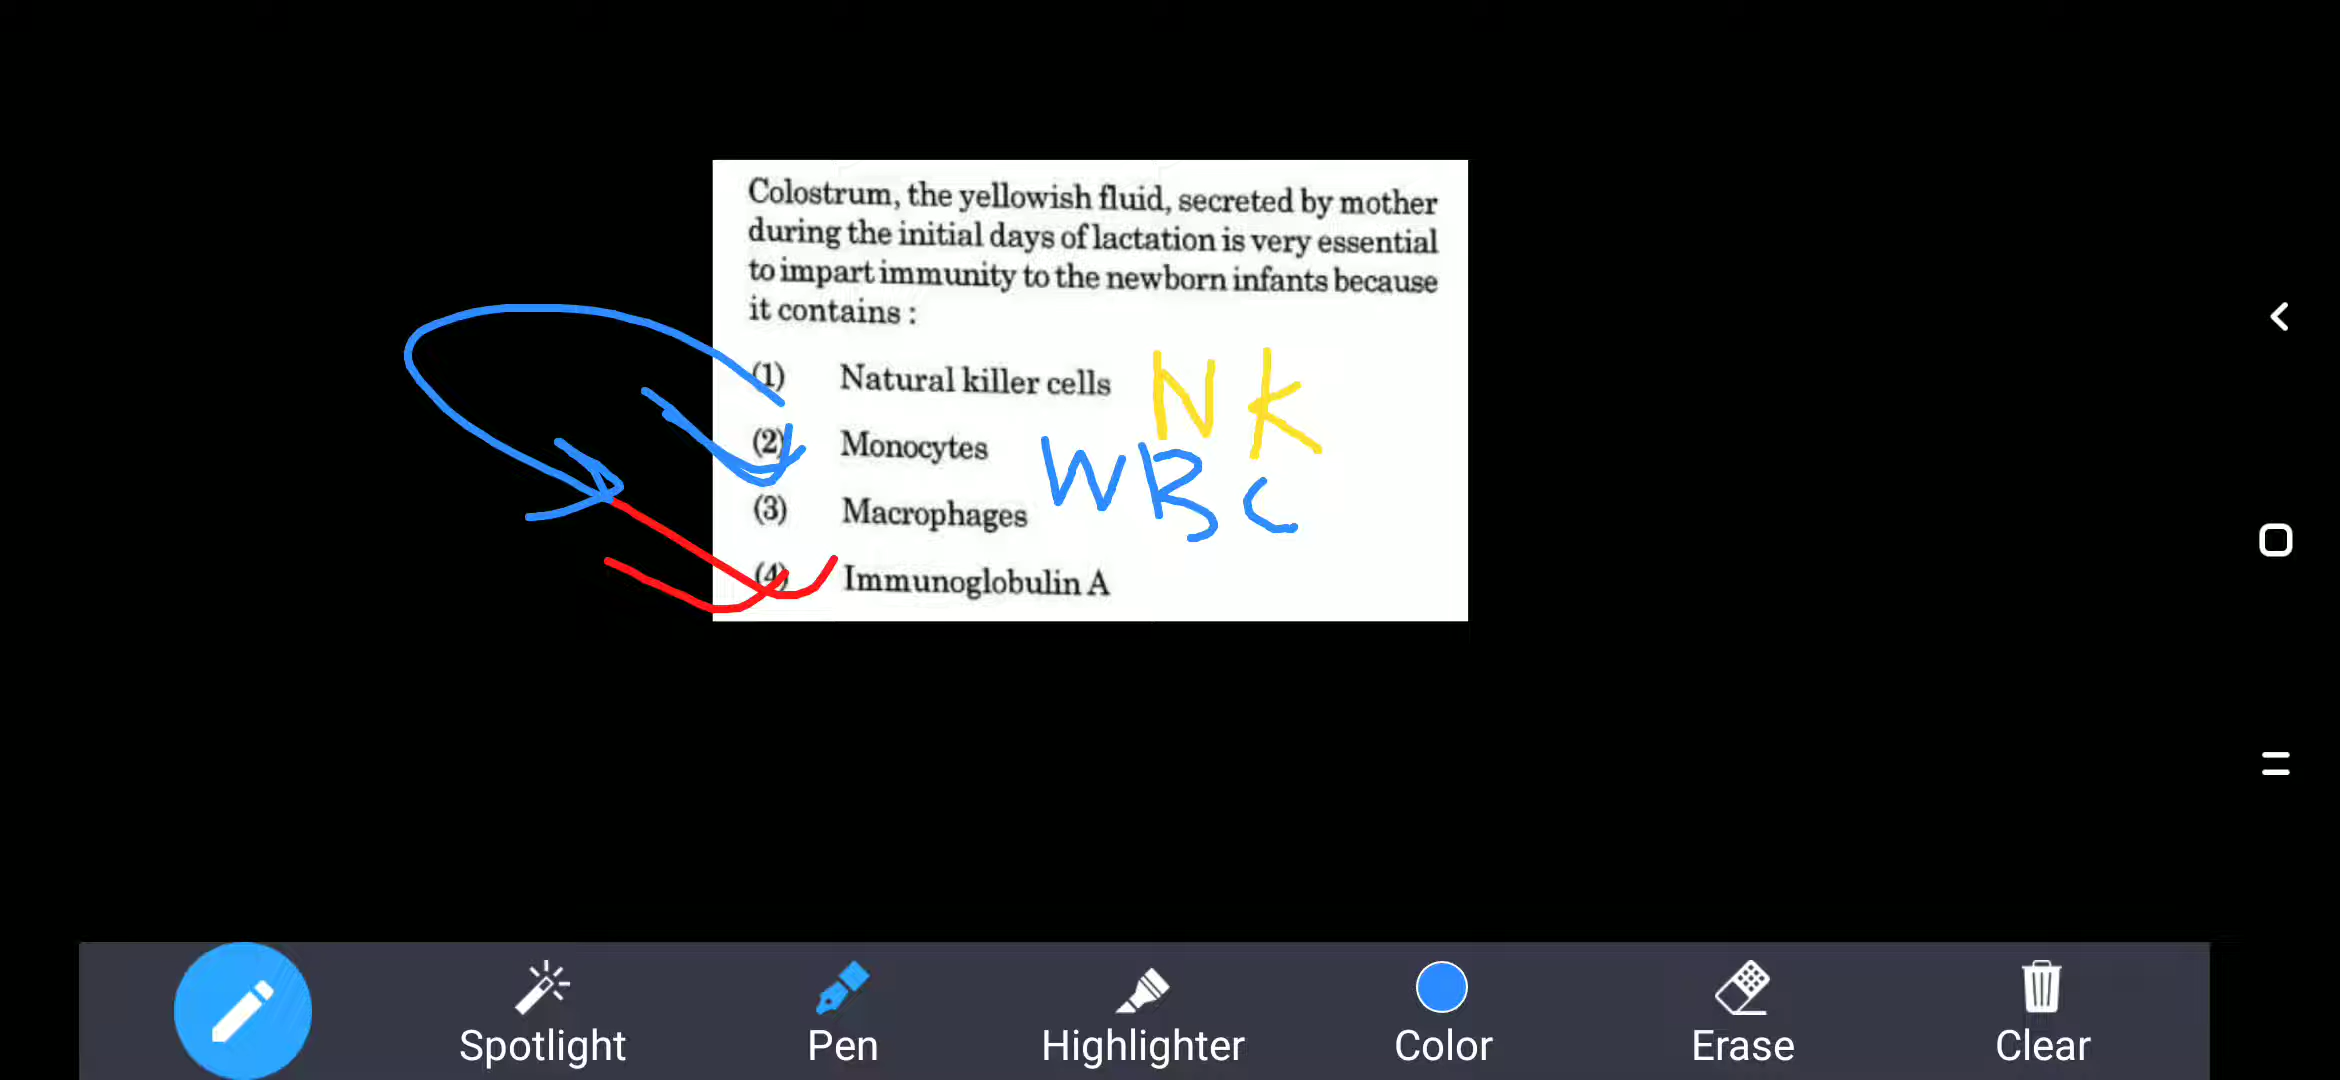 Colostrum, the yellowish fluid, secreted by mother
during the initial days of lactation is very essential
to impart immunity to the newborn infants because
it contains :
(1) Natural killer cells NK
(2) Monocytes WBC
(3) Macrophages
(4) Immunoglobulin A
Spotlight Pen Highlighter Color Erase Clear